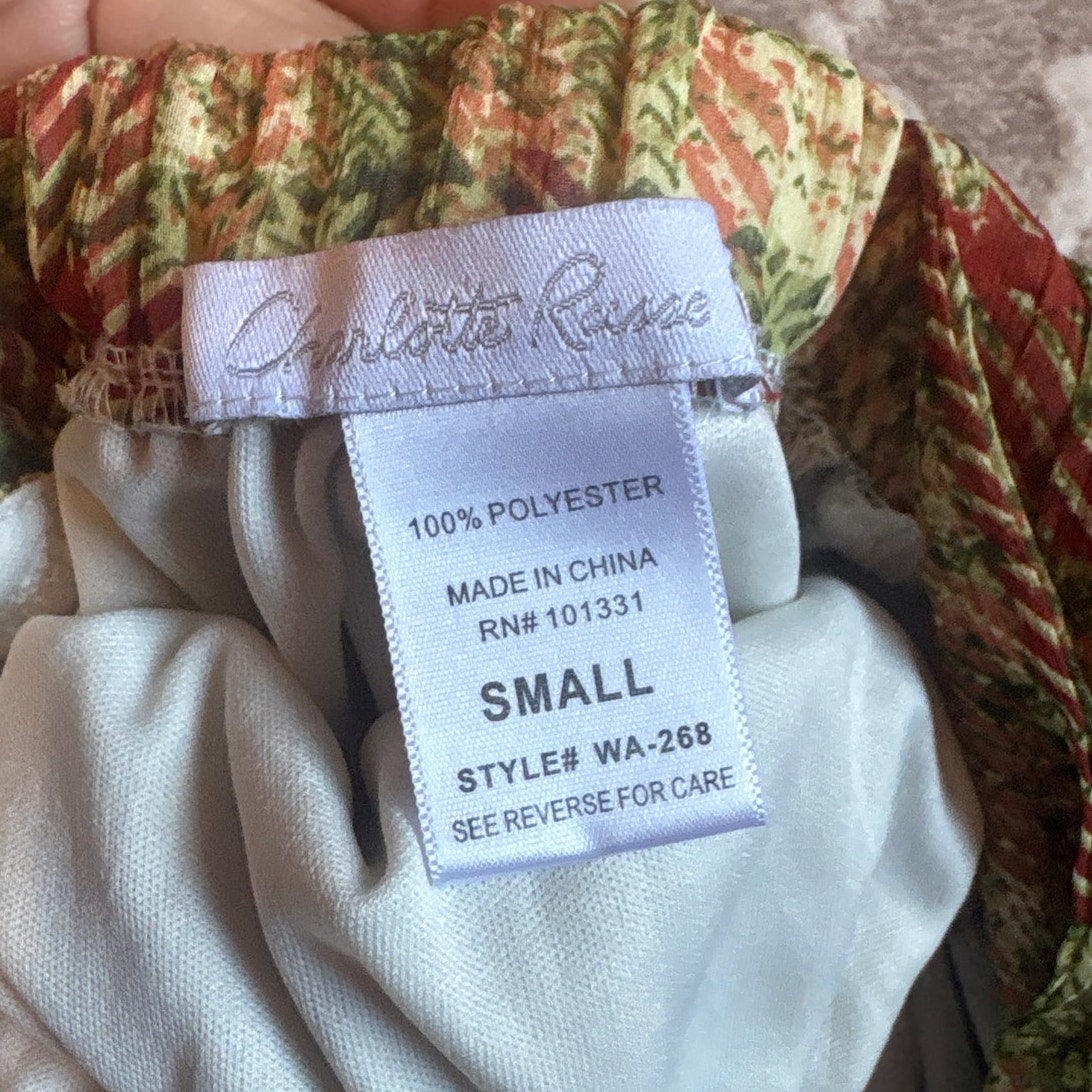 Charlotte Russe
100% POLYESTER
MADE IN CHINA
RN# 101331
SMALL
STYLE# WA-268
SEE REVERSE FOR CARE